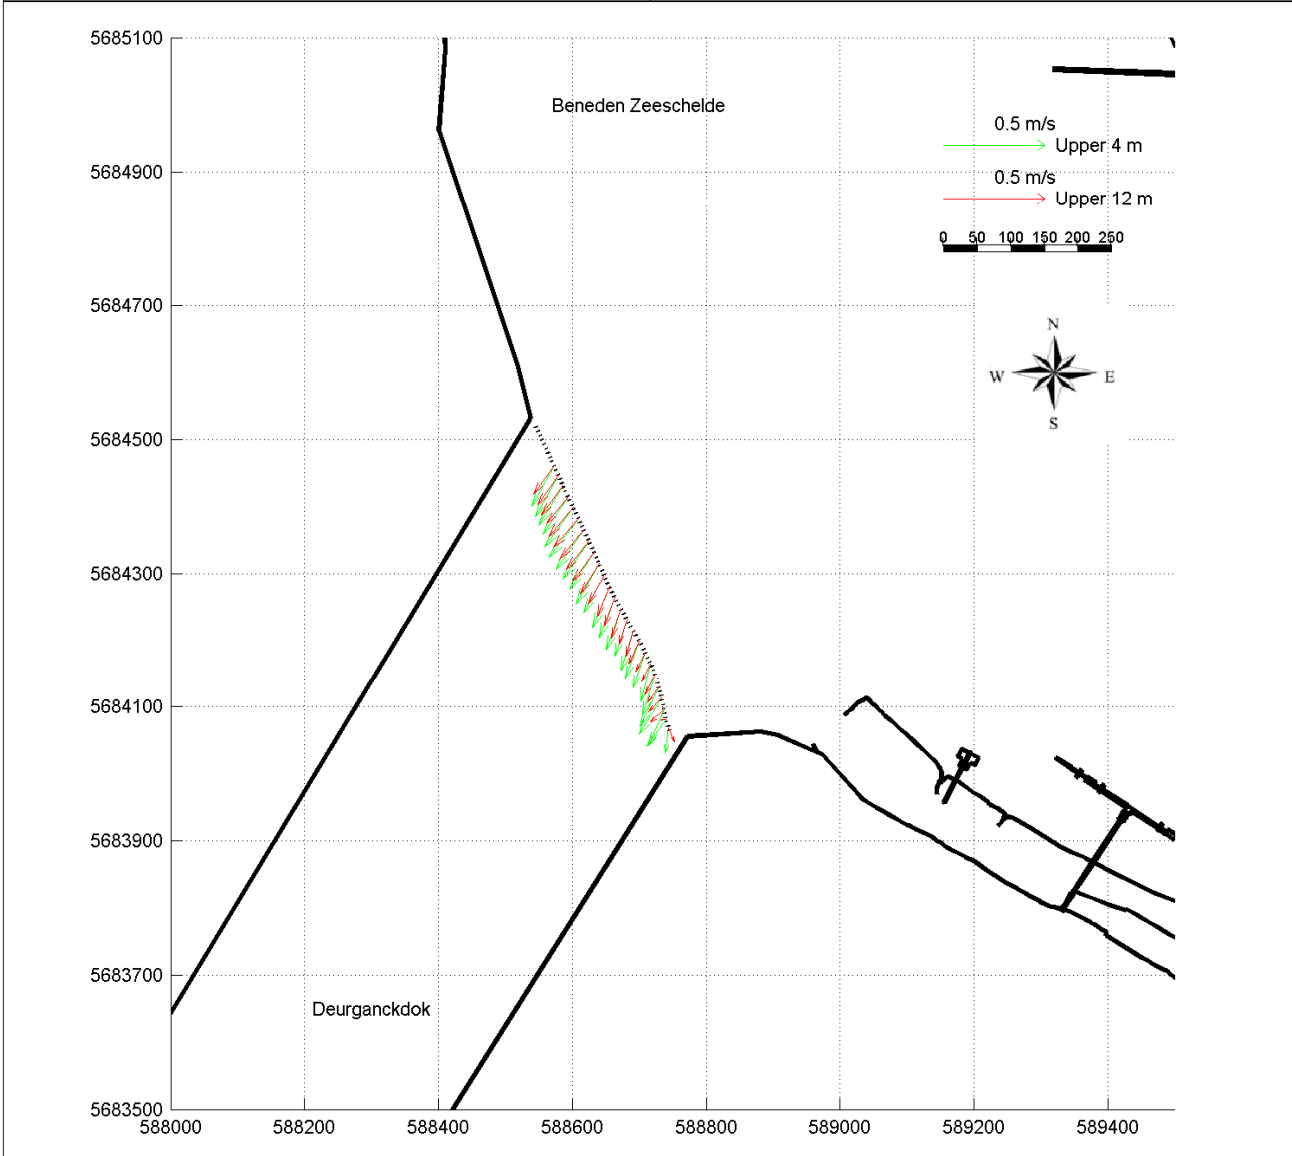 5685100
Beneden Zeeschelde
0.5 m/s
Upper 4 m
5684900
0.5 m/s
Upper 12 m
0 50 100 150 200 250
5684700
N
W E
S
5684500
5684300
5684100
5683900
5683700
Deurganckdok
5683500
588000 588200 588400 588600 588800 589000 589200 589400